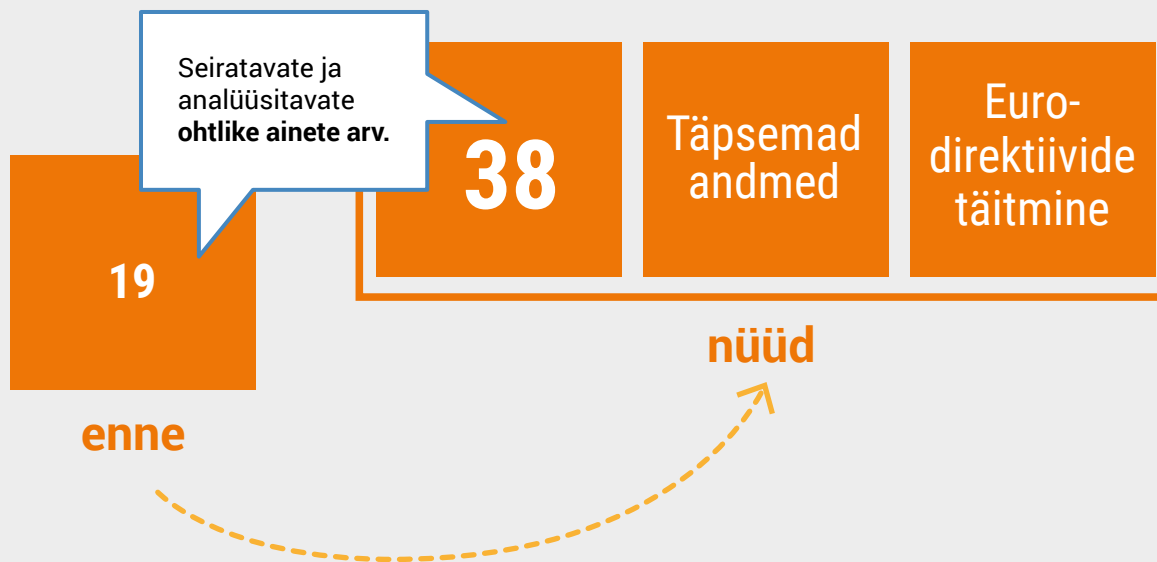 Seiratavate ja
analüüsitavate
ohtlike ainete arv.
19
enne
38
Täpsemad
andmed
Euro-
direktiivide
täitmine
nüüd